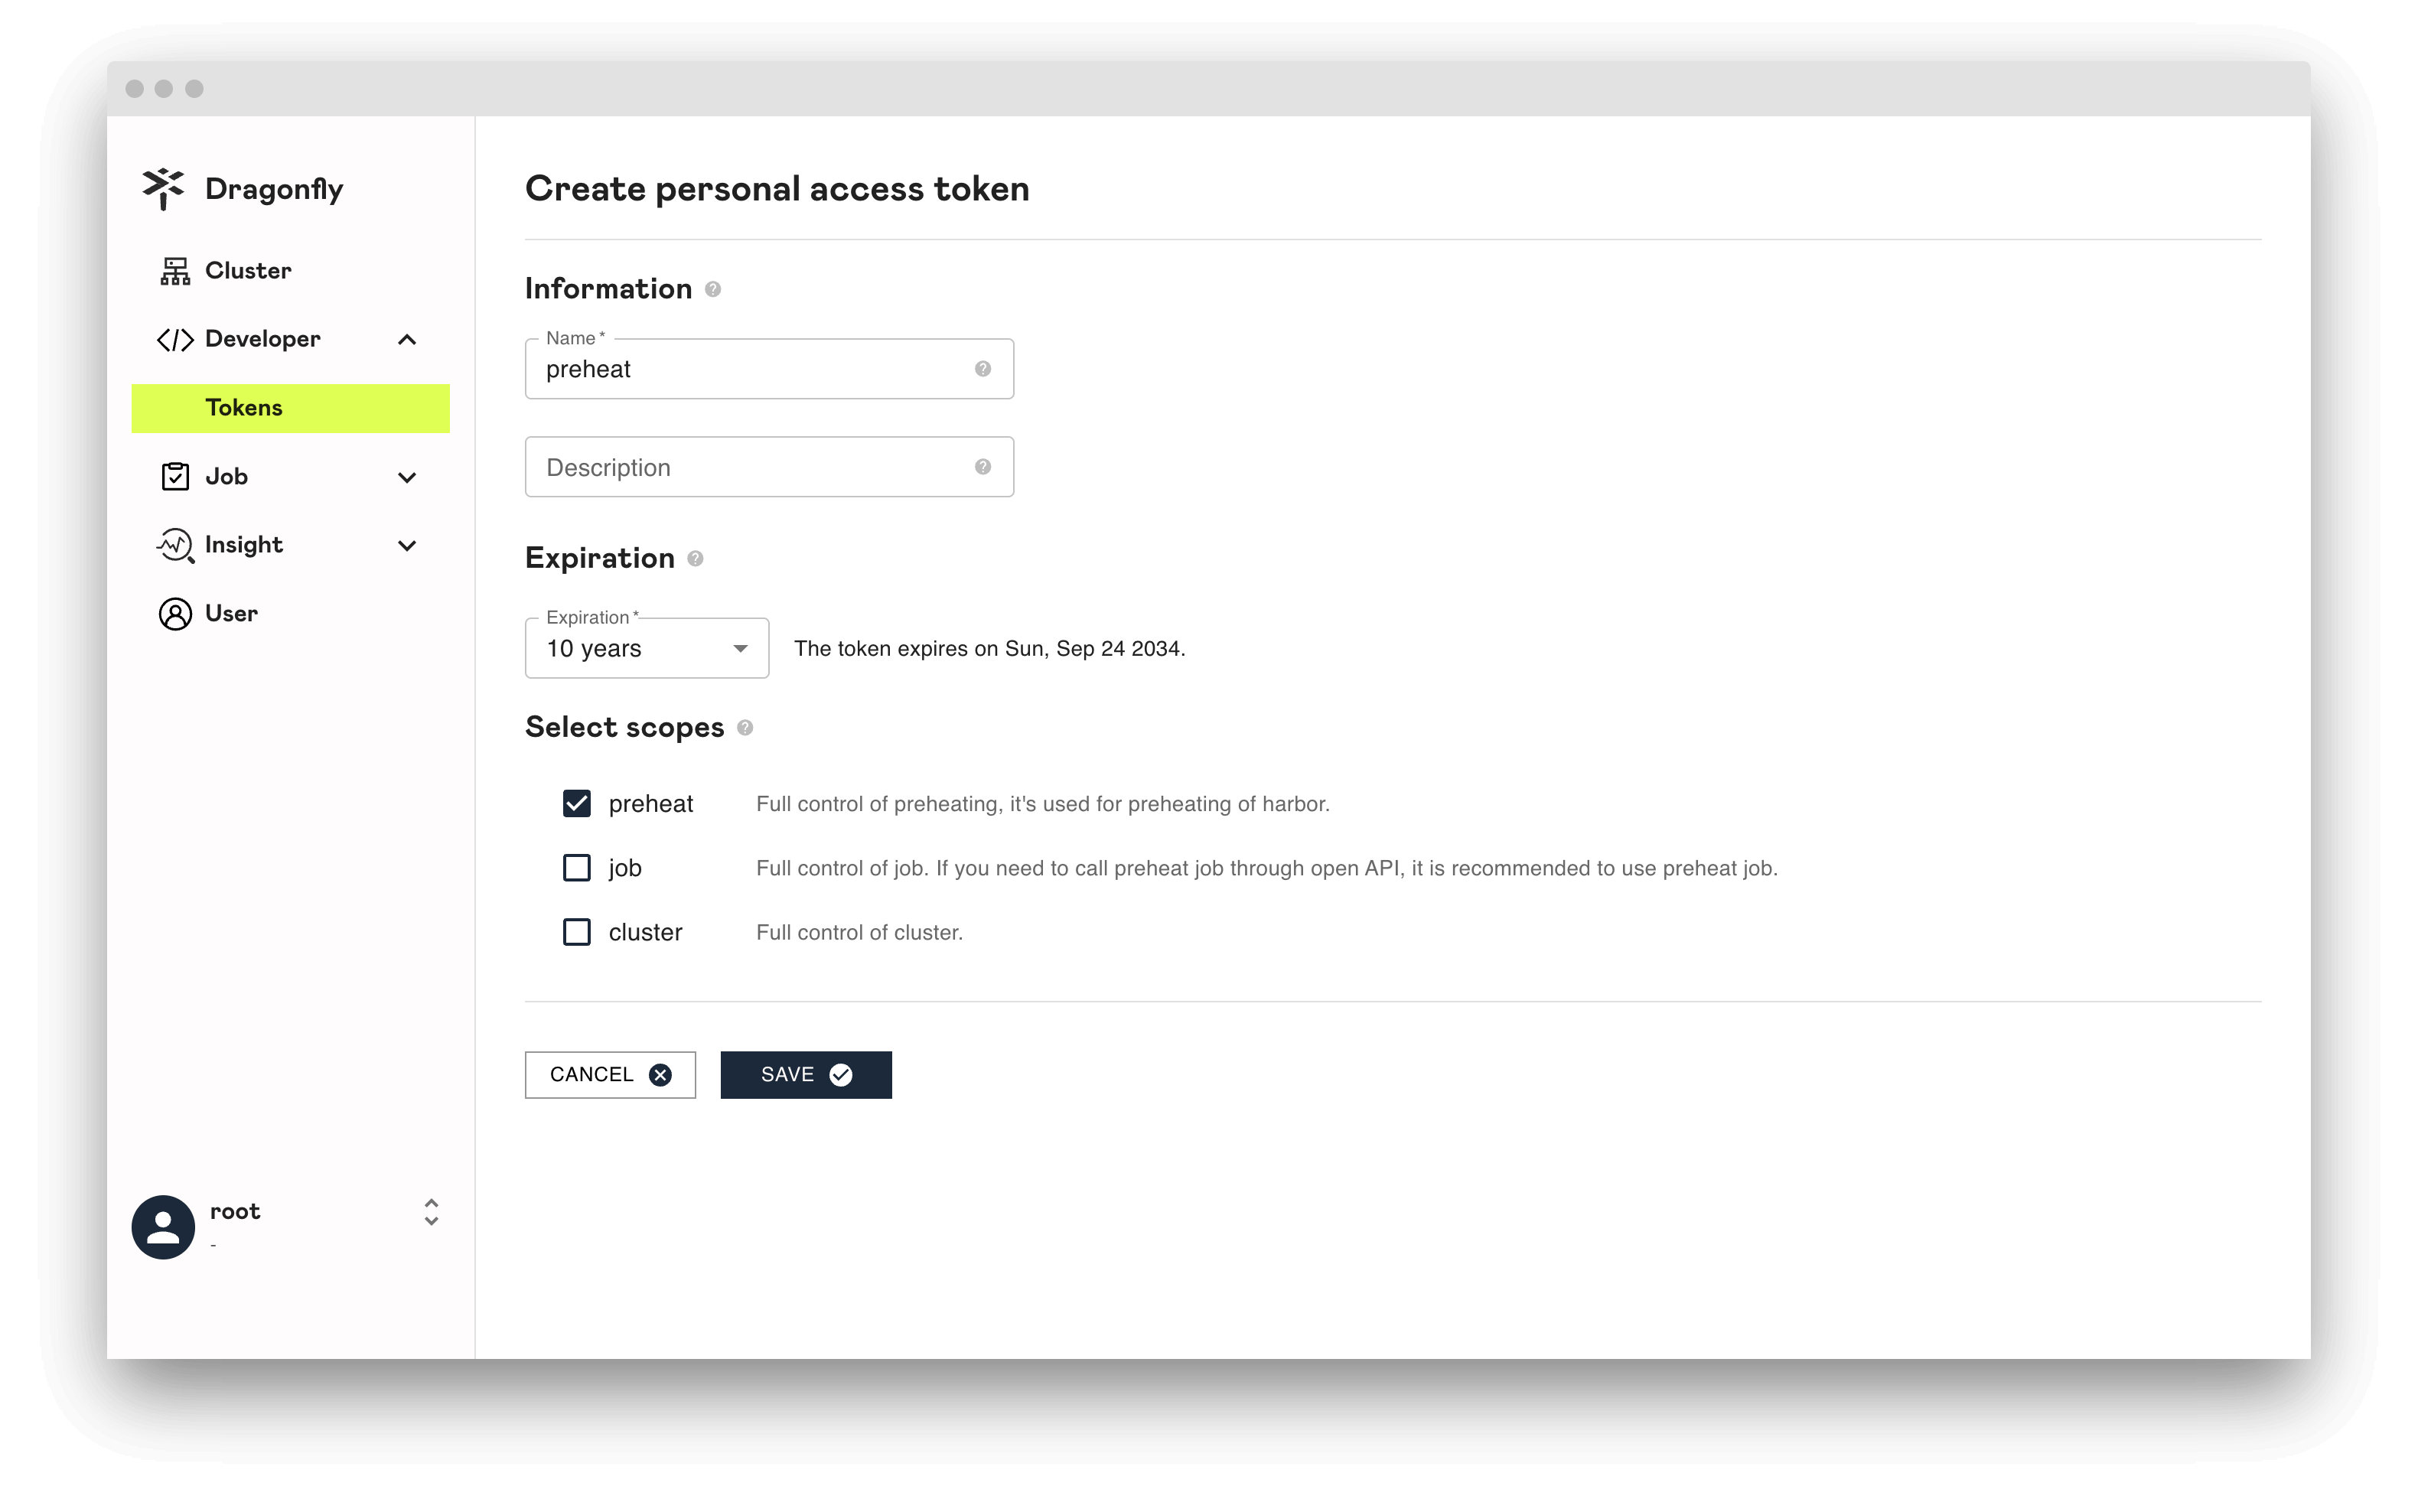 Dragonfly
Cluster
Developer
Tokens
Job
Insight
User
root
-
Create personal access token
Information
Name *
preheat
Description
Expiration
Expiration *
10 years
The token expires on Sun, Sep 24 2034.
Select scopes
preheat Full control of preheating, it's used for preheating of harbor.
job Full control of job. If you need to call preheat job through open API, it is recommended to use preheat job.
cluster Full control of cluster.
CANCEL SAVE